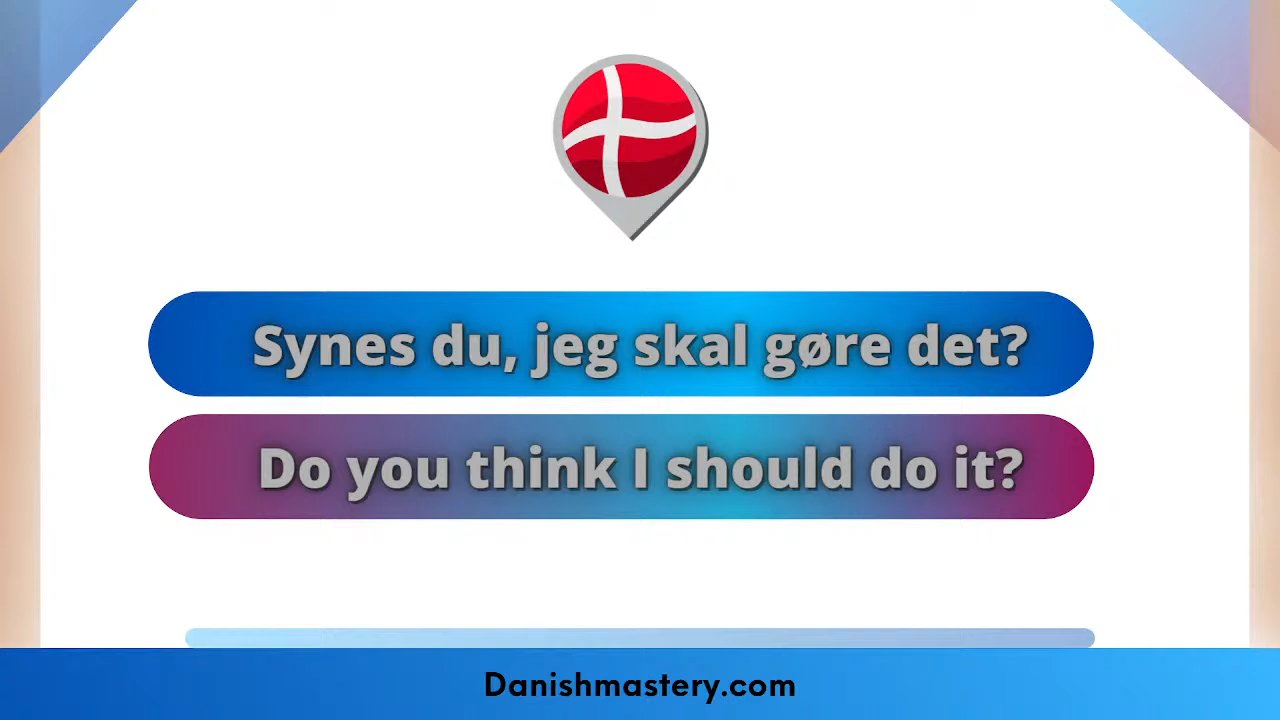 Synes du, jeg skal gøre det?
Do you think I should do it?
Danishmastery.com